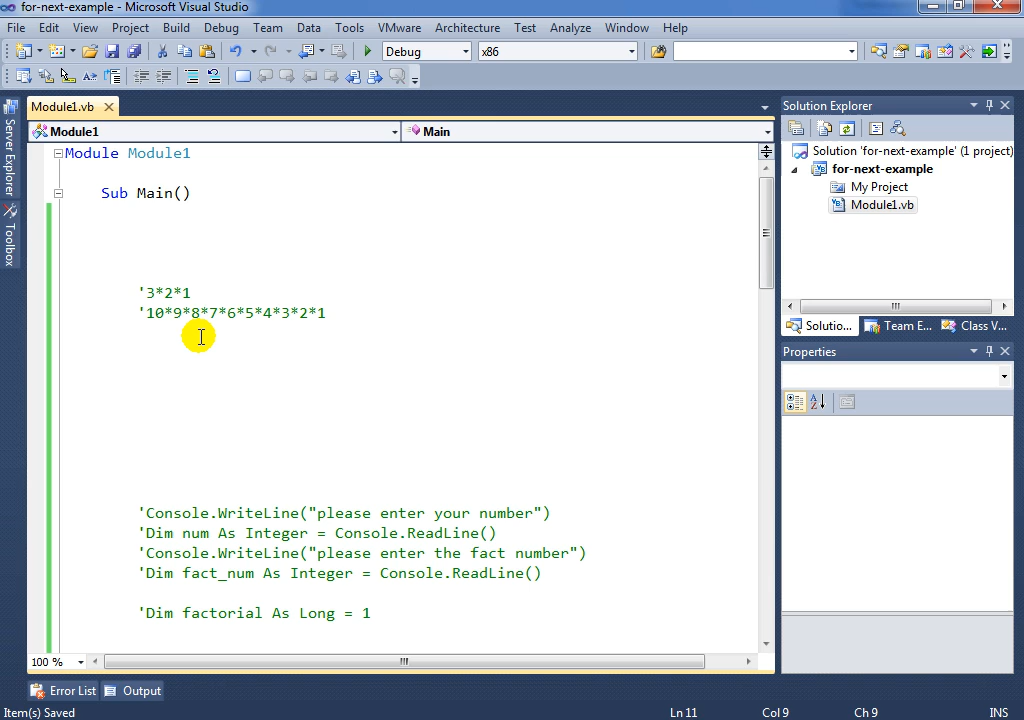 for-next-example - Microsoft Visual Studio
File Edit View Project Build Debug Team Data Tools VMware Architecture Test Analyze Window Help
Debug x86
Module1.vb
Module1 Main
Server Explorer
Toolbox
Module Module1
Sub Main()
'3*2*1
'10*9*8*7*6*5*4*3*2*1
'Console.WriteLine("please enter your number")
'Dim num As Integer = Console.ReadLine()
'Console.WriteLine("please enter the fact number")
'Dim fact_num As Integer = Console.ReadLine()
'Dim factorial As Long = 1
100 %
Solution Explorer
Solution 'for-next-example' (1 project)
for-next-example
My Project
Module1.vb
Solutio... Team E... Class V...
Properties
Error List Output
Item(s) Saved Ln 11 Col 9 Ch 9 INS